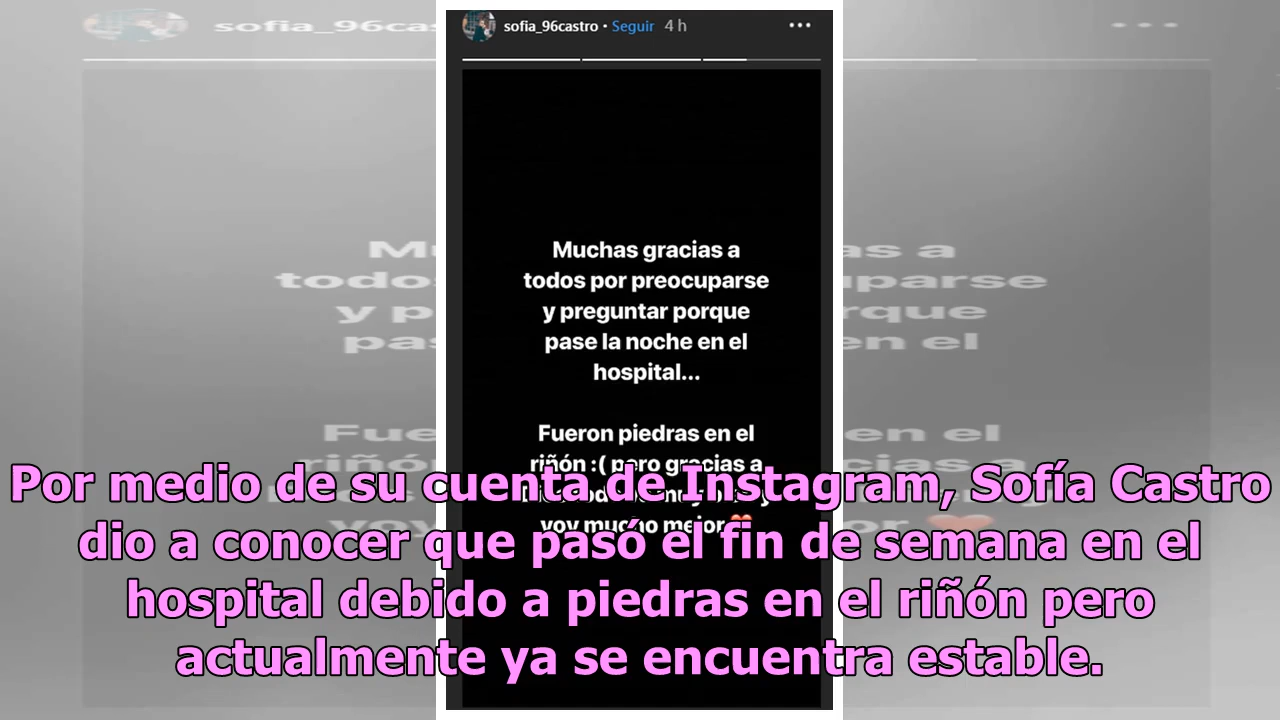 sofia_96castro • Seguir 4 h
Muchas gracias a
todos por preocuparse
y preguntar porque
pase la noche en el
hospital...
Fueron piedras en el
riñón :( pero gracias a
y
voy mucho mejor ❤️
Por medio de su cuenta de Instagram, Sofía Castro
dio a conocer que pasó el fin de semana en el
hospital debido a piedras en el riñón pero
actualmente ya se encuentra estable.